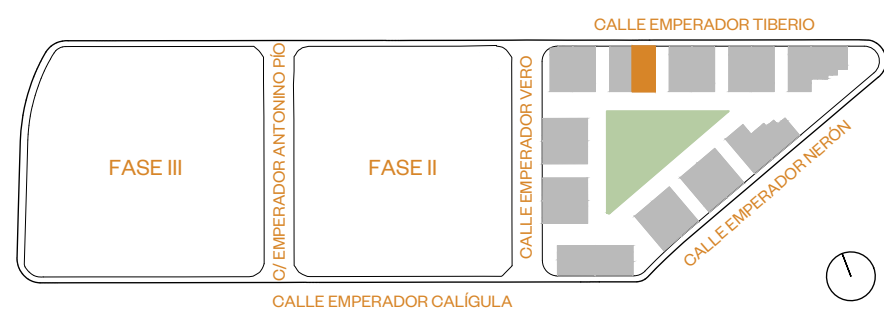 CALLE EMPERADOR TIBERIO
FASE III
C/ EMPERADOR ANTONINO PÍO
FASE II
CALLE EMPERADOR VERO
CALLE EMPERADOR NERÓN
CALLE EMPERADOR CALÍGULA